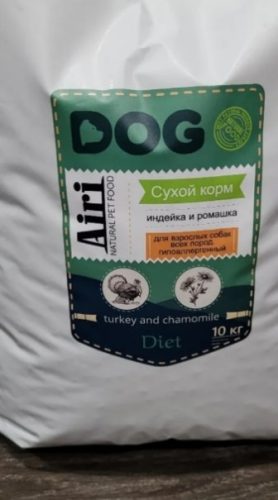 DOG
Airi
NATURAL PET FOOD
Сухой корм
индейка и ромашка
для взрослых собак
всех пород
гипоаллергенный
turkey and chamomile
10 кг
Diet